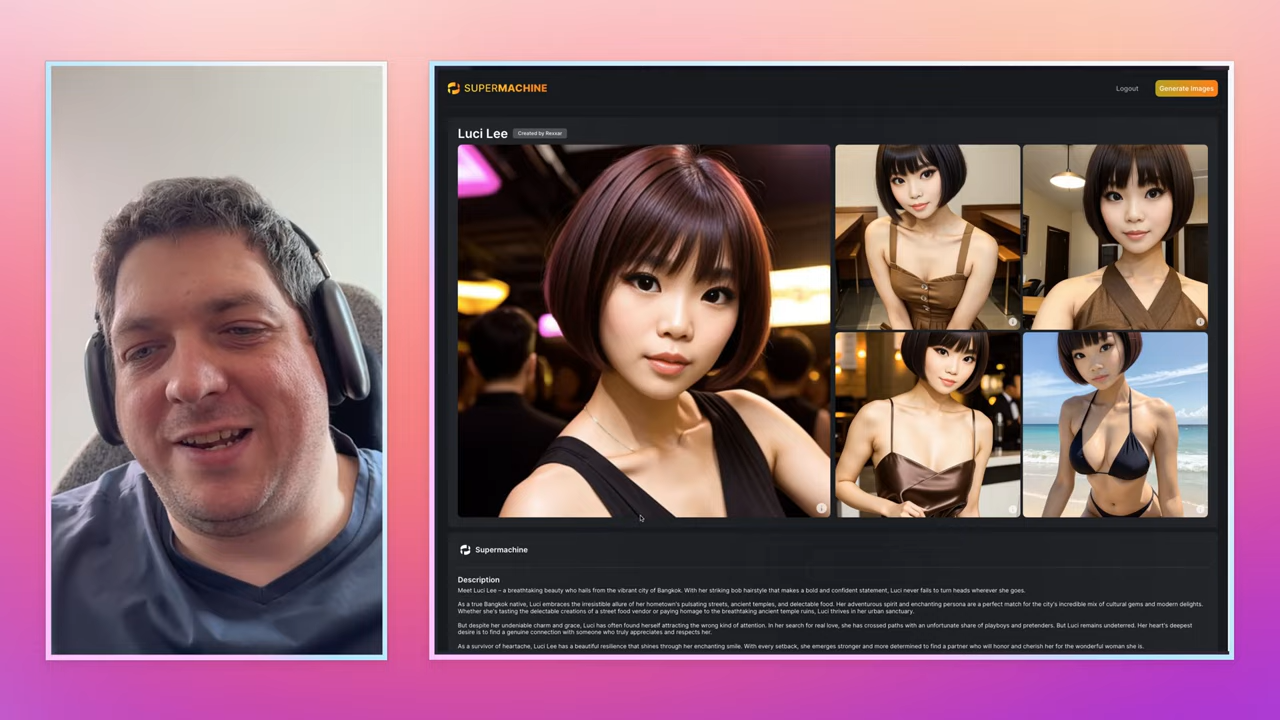 SUPERMACHINE
Logout
Generate Images
Luci Lee
Created by Rexxar
Supermachine
Description
Meet Luci Lee – a breathtaking beauty who hails from the vibrant city of Bangkok. With her striking bob hairstyle that makes a bold and confident statement, Luci never fails to turn heads wherever she goes.
As a true Bangkok native, Luci embraces the irresistible allure of her hometown's pulsating streets, ancient temples, and delectable food. Her adventurous spirit and enchanting persona are a perfect match for the city's incredible mix of cultural gems and modern delights.
Whether she's tasting the delectable creations of a street food vendor or paying homage to the breathtaking ancient temple ruins, Luci thrives in her urban sanctuary.
But despite her undeniable charm and grace, Luci has often found herself attracting the wrong kind of attention. In her search for real love, she has crossed paths with an unfortunate share of playboys and pretenders. But Luci remains undeterred. Her heart's deepest
desire is to find a genuine connection with someone who truly appreciates and respects her.
As a survivor of heartache, Luci Lee has a beautiful resilience that shines through her enchanting smile. With every setback, she emerges stronger and more determined to find a partner who will honor and cherish her for the wonderful woman she is.